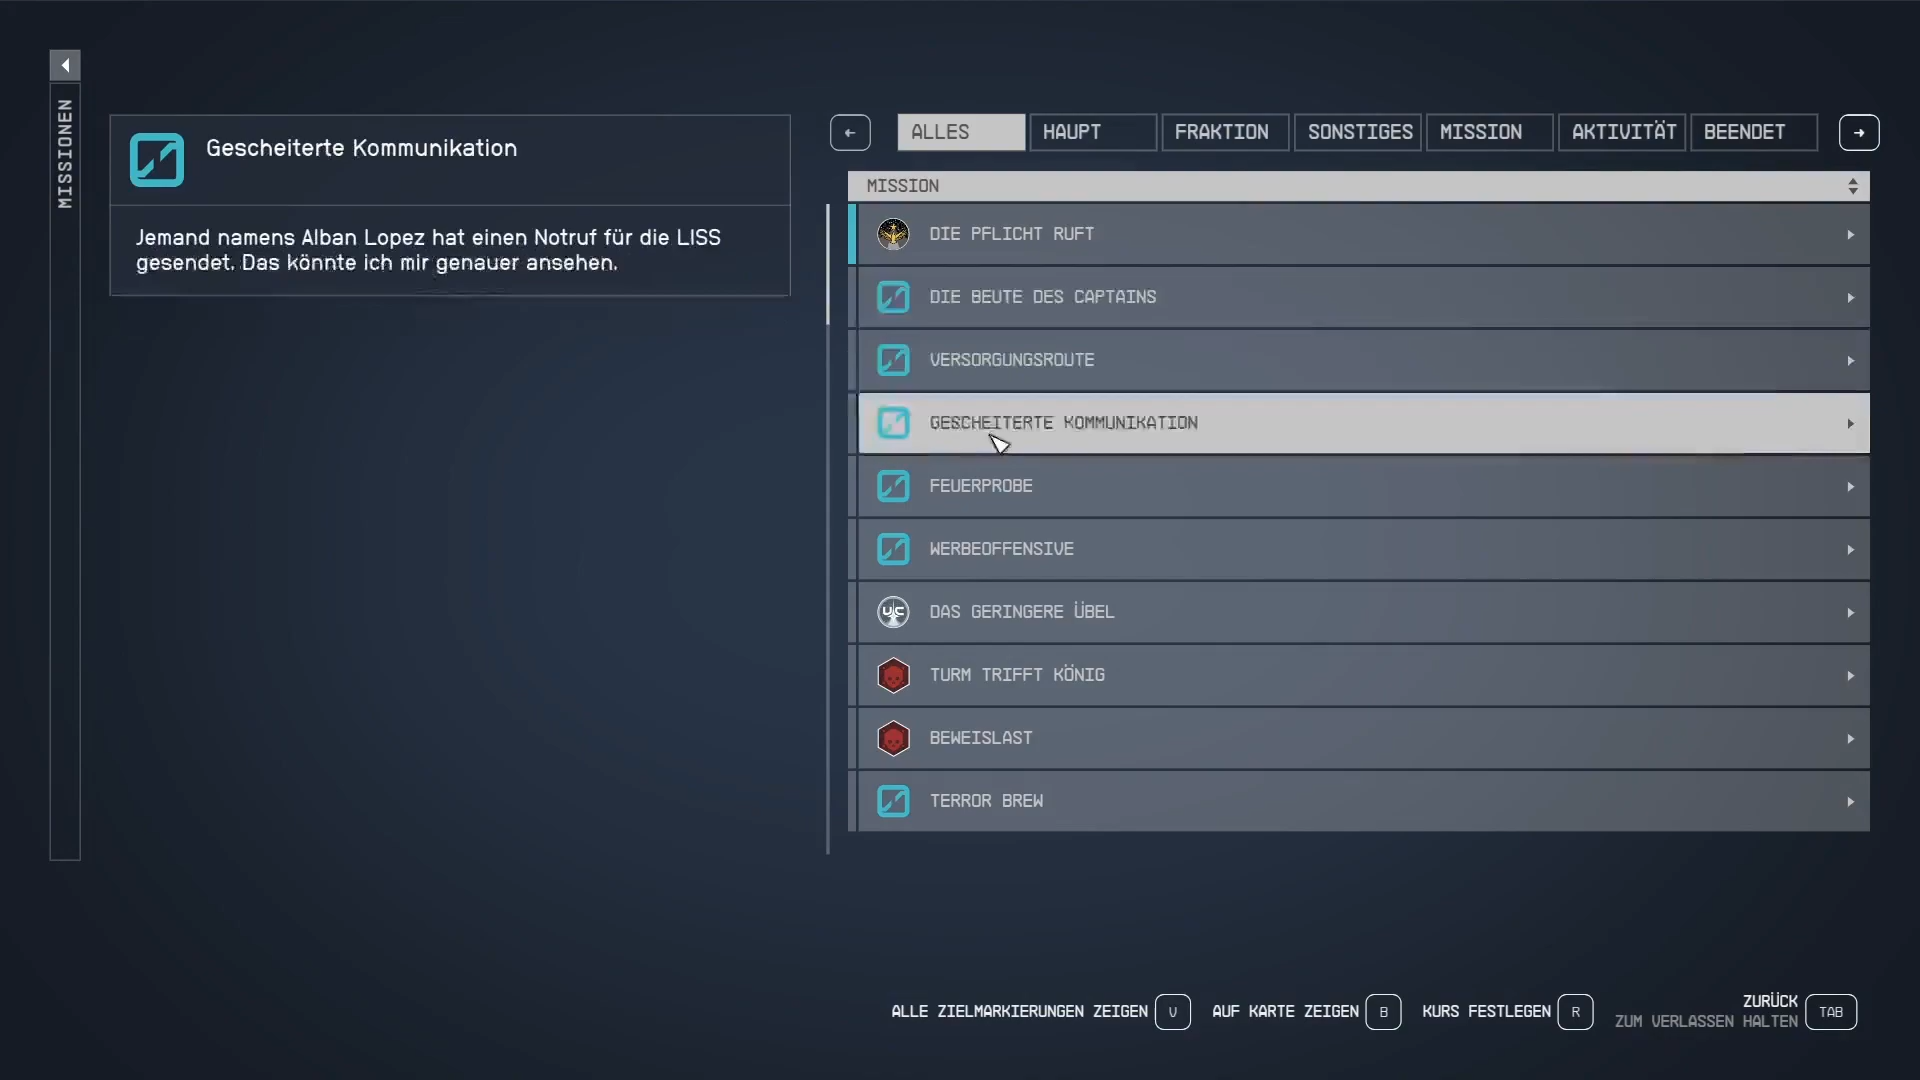 MISSIONEN
Gescheiterte Kommunikation
Jemand namens Alban Lopez hat einen Notruf für die LISS
gesendet. Das könnte ich mir genauer ansehen.
ALLES HAUPT FRAKTION SONSTIGES MISSION AKTIVITÄT BEENDET
MISSION
DIE PFLICHT RUFT
DIE BEUTE DES CAPTAINS
VERSORGUNGSROUTE
GESCHEITERTE KOMMUNIKATION
FEUERPROBE
WERBEOFFENSIVE
UC DAS GERINGERE ÜBEL
TURM TRIFFT KÖNIG
BEWEISLAST
TERROR BREW
ALLE ZIELMARKIERUNGEN ZEIGEN V AUF KARTE ZEIGEN B KURS FESTLEGEN R
ZURÜCK
ZUM VERLASSEN HALTEN TAB